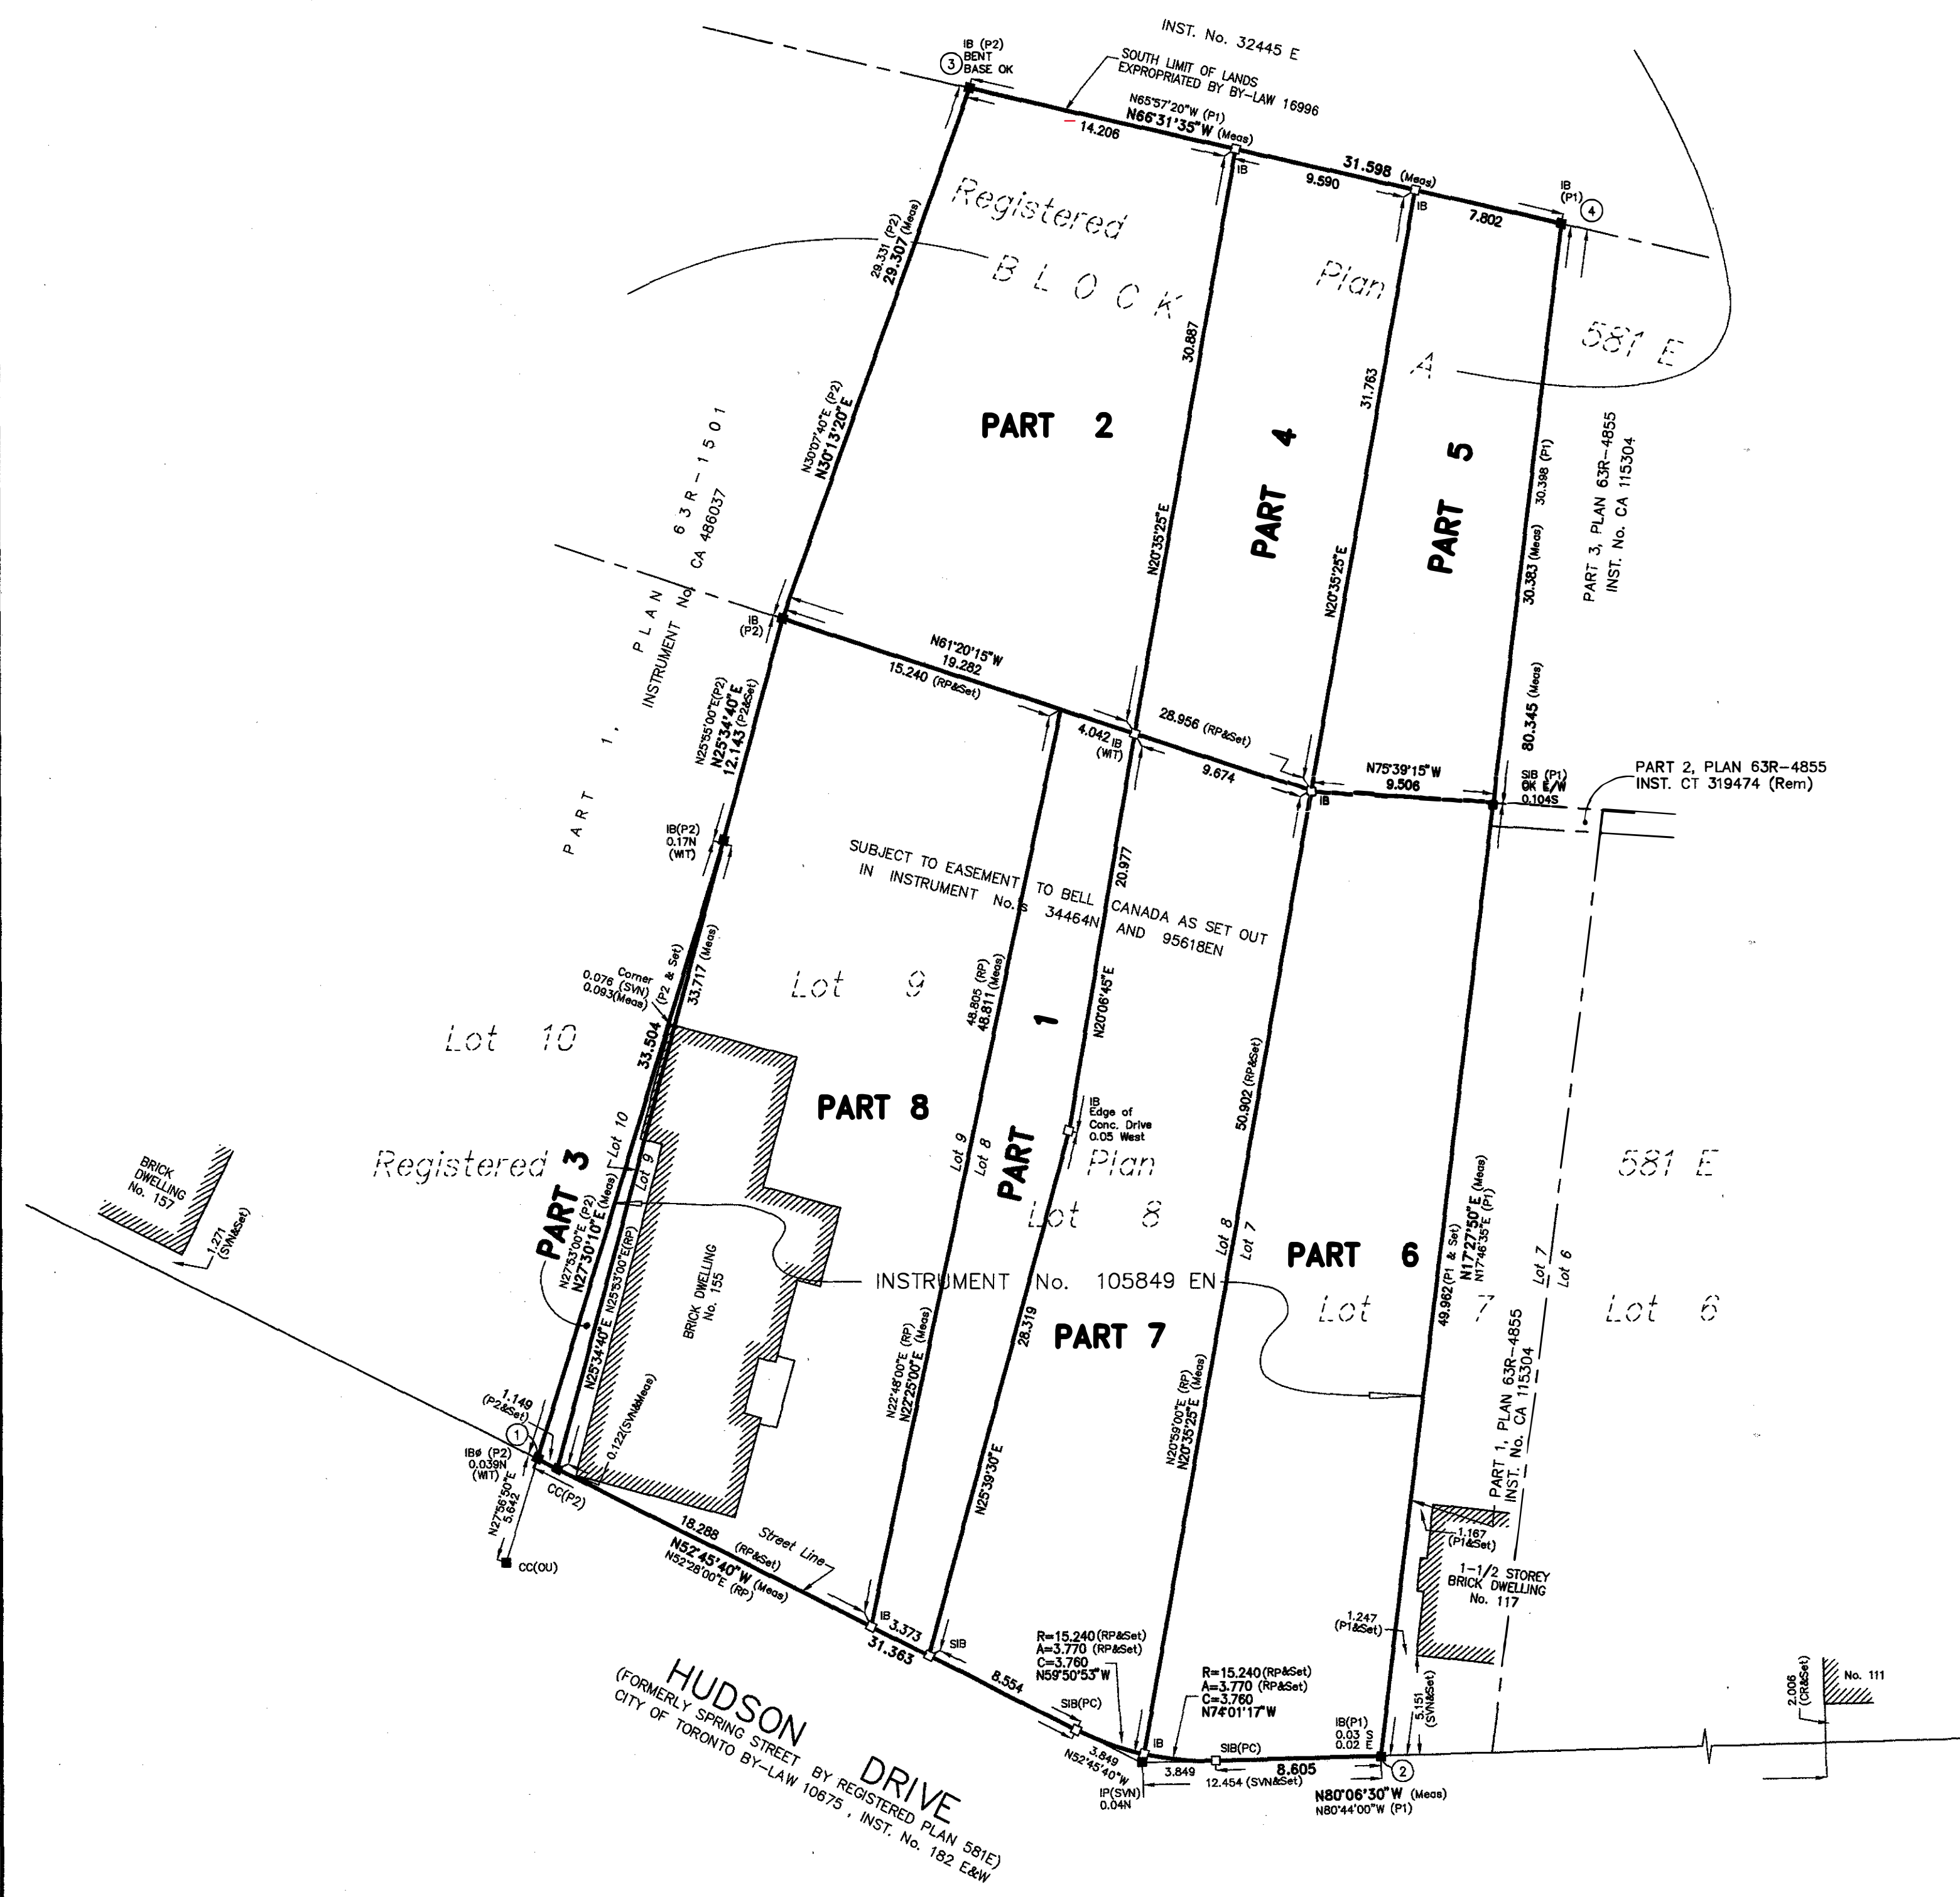 INST. No. 32445 E
IB (P2)
BENT
BASE OK
3
SOUTH LIMIT OF LANDS
EXPROPRIATED BY BY-LAW 16996
N65°57'20"W (P1)
N66°31'35"W (Meas)
14.206
IB
31.598 (Meas)
9.590
IB
7.802
IB
(P1)
4
Registered
BLOCK
Plan
A
581 E
29.331 (P2)
29.307 (Meas)
N30°07'40"E (P2)
N30°13'20"E
30.887
N20°35'25"E
31.763
N20°35'25"E
30.398 (P1)
30.383 (Meas)
80.345 (Meas)
PART 2
PART 4
PART 5
PART 3, PLAN 63R-4855
INST. No. CA 115304
PART 1, PLAN 63R-1501
INSTRUMENT No. CA 486037
IB
(P2)
N61°20'15"W
19.282
15.240 (RP&Set)
4.042
IB
(WIT)
28.956 (RP&Set)
9.674
IB
N75°39'15"W
9.506
SIB (P1)
OK E/W
0.104S
PART 2, PLAN 63R-4855
INST. CT 319474 (Rem)
N25°55'00"E(P2)
N25°34'40"E
12.143 (P2&Set)
IB(P2)
0.17N
(WIT)
SUBJECT TO EASEMENT TO BELL CANADA AS SET OUT
IN INSTRUMENT No.s 34464N AND 95618EN
20.977
N20°06'45"E
Corner
0.076 (SVN)
0.093(Meas)
33.504 (P2 & Set)
33.717 (Meas)
Lot 9
Lot 10
48.805 (RP)
48.811 (Meas)
PART 1
50.902 (RP&Set)
IB
Edge of
Conc. Drive
0.05 West
PART 8
Lot 10
Lot 9
Lot 9
Lot 8
Registered
Plan
581 E
BRICK
DWELLING
No. 157
1.271
(SVN&Set)
PART 3
N27°53'00"E (P2)
N27°30'10"E (Meas)
N25°34'40"E N25°53'00"E(RP)
BRICK DWELLING
No. 155
Lot 8
Lot 8
Lot 7
PART 6
49.962(P1 & Set)
N17°27'50"E (Meas)
N17°46'35"E (P1)
Lot 7
Lot 6
INSTRUMENT No. 105849 EN
Lot 7
Lot 6
28.319
PART 7
N22°48'00"E (RP)
N22°25'00"E (Meas)
N25°39'30"E
N20°59'00"E (RP)
N20°35'25"E (Meas)
PART 1, PLAN 63R-4855
INST. No. CA 115304
1.149
(P2&Set)
1
IBø (P2)
0.039N
(WIT)
CC(P2)
0.122(SVN&Meas)
N27°56'50"E
5.642
CC(OU)
18.288
(RP&Set)
Street Line
N52°45'40"W (Meas)
N52°28'00"E (RP)
IB
3.373
31.363
SIB
8.554
1.167
(P1&Set)
1-1/2 STOREY
BRICK DWELLING
No. 117
1.247
(P1&Set)
5.151
(SVN&Set)
R=15.240(RP&Set)
A=3.770 (RP&Set)
C=3.760
N59°50'53"W
R=15.240(RP&Set)
A=3.770 (RP&Set)
C=3.760
N74°01'17"W
SIB(PC)
3.849
N52°45'40"W
IB
IP(SVN)
0.04N
3.849
SIB(PC)
12.454 (SVN&Set)
8.605
IB(P1)
0.03 S
0.02 E
2
N80°06'30"W (Meas)
N80°44'00"W (P1)
2.006
(CR&Set)
No. 111
HUDSON DRIVE
(FORMERLY SPRING STREET BY REGISTERED PLAN 581E)
CITY OF TORONTO BY-LAW 10675 , INST. No. 182 E&W